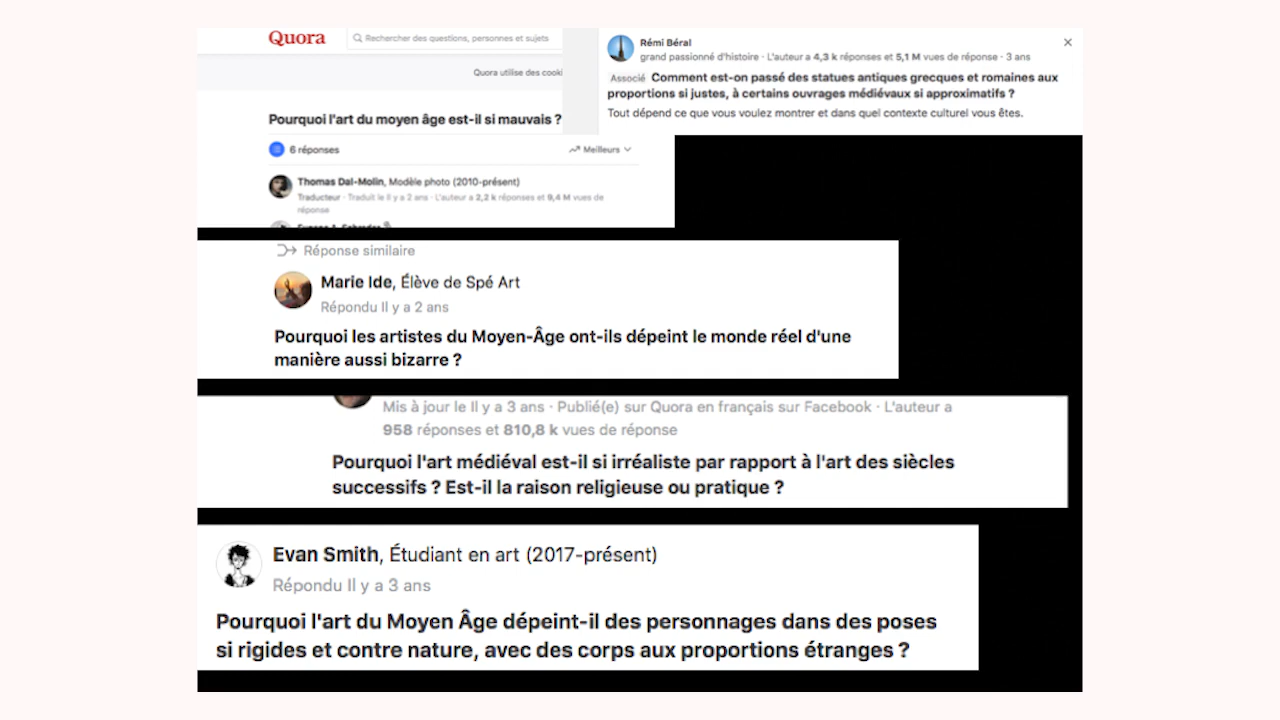 Quora
Rechercher des questions, personnes et sujets
Quora utilise des cooki
Pourquoi l'art du moyen âge est-il si mauvais ?
6 réponses
Meilleurs
Thomas Dal-Molin, Modèle photo (2010-présent)
Traducteur · Traduit le Il y a 2 ans · L'auteur a 2,2 k réponses et 9,4 M vues de
réponse
Rémi Béral
grand passionné d'histoire · L'auteur a 4,3 k réponses et 5,1 M vues de réponse · 3 ans
Associé Comment est-on passé des statues antiques grecques et romaines aux
proportions si justes, à certains ouvrages médiévaux si approximatifs ?
Tout dépend ce que vous voulez montrer et dans quel contexte culturel vous êtes.
Réponse similaire
Marie Ide, Élève de Spé Art
Répondu Il y a 2 ans
Pourquoi les artistes du Moyen-Âge ont-ils dépeint le monde réel d'une
manière aussi bizarre ?
Mis à jour le Il y a 3 ans · Publié(e) sur Quora en français sur Facebook · L'auteur a
958 réponses et 810,8 k vues de réponse
Pourquoi l'art médiéval est-il si irréaliste par rapport à l'art des siècles
successifs ? Est-il la raison religieuse ou pratique ?
Evan Smith, Étudiant en art (2017-présent)
Répondu Il y a 3 ans
Pourquoi l'art du Moyen Âge dépeint-il des personnages dans des poses
si rigides et contre nature, avec des corps aux proportions étranges ?